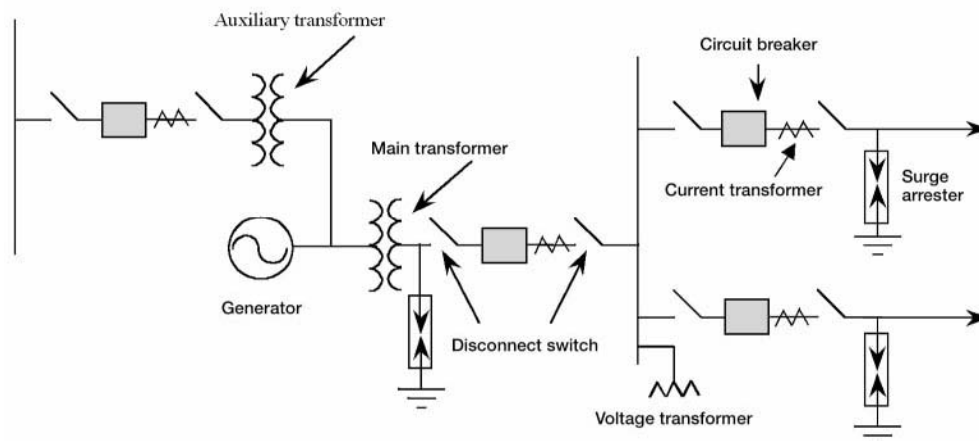 Auxiliary transformer
Circuit breaker
Main transformer
Current transformer
Surge
arrester
Generator
Disconnect switch
Voltage transformer